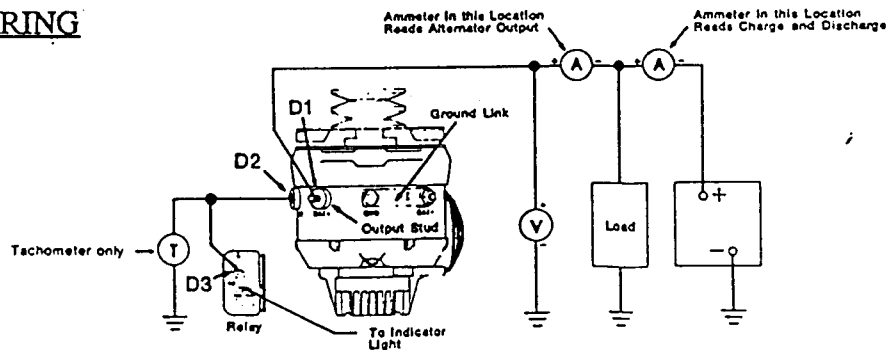 RING
Ammeter In this Location
Reads Alternator Output
Ammeter In this Location
Reads Charge and Discharge
A
A
D1
Ground Link
D2
Output Stud
V
Load
+
-
Tachometer only
T
D3
Relay
To Indicator
Light